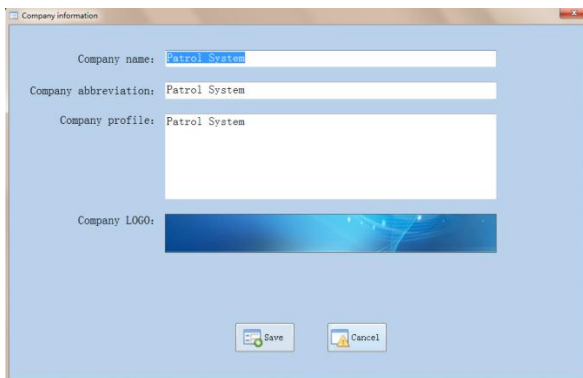 Company information
Company name: Patrol System
Company abbreviation: Patrol System
Company profile: Patrol System
Company LOGO:
Save Cancel